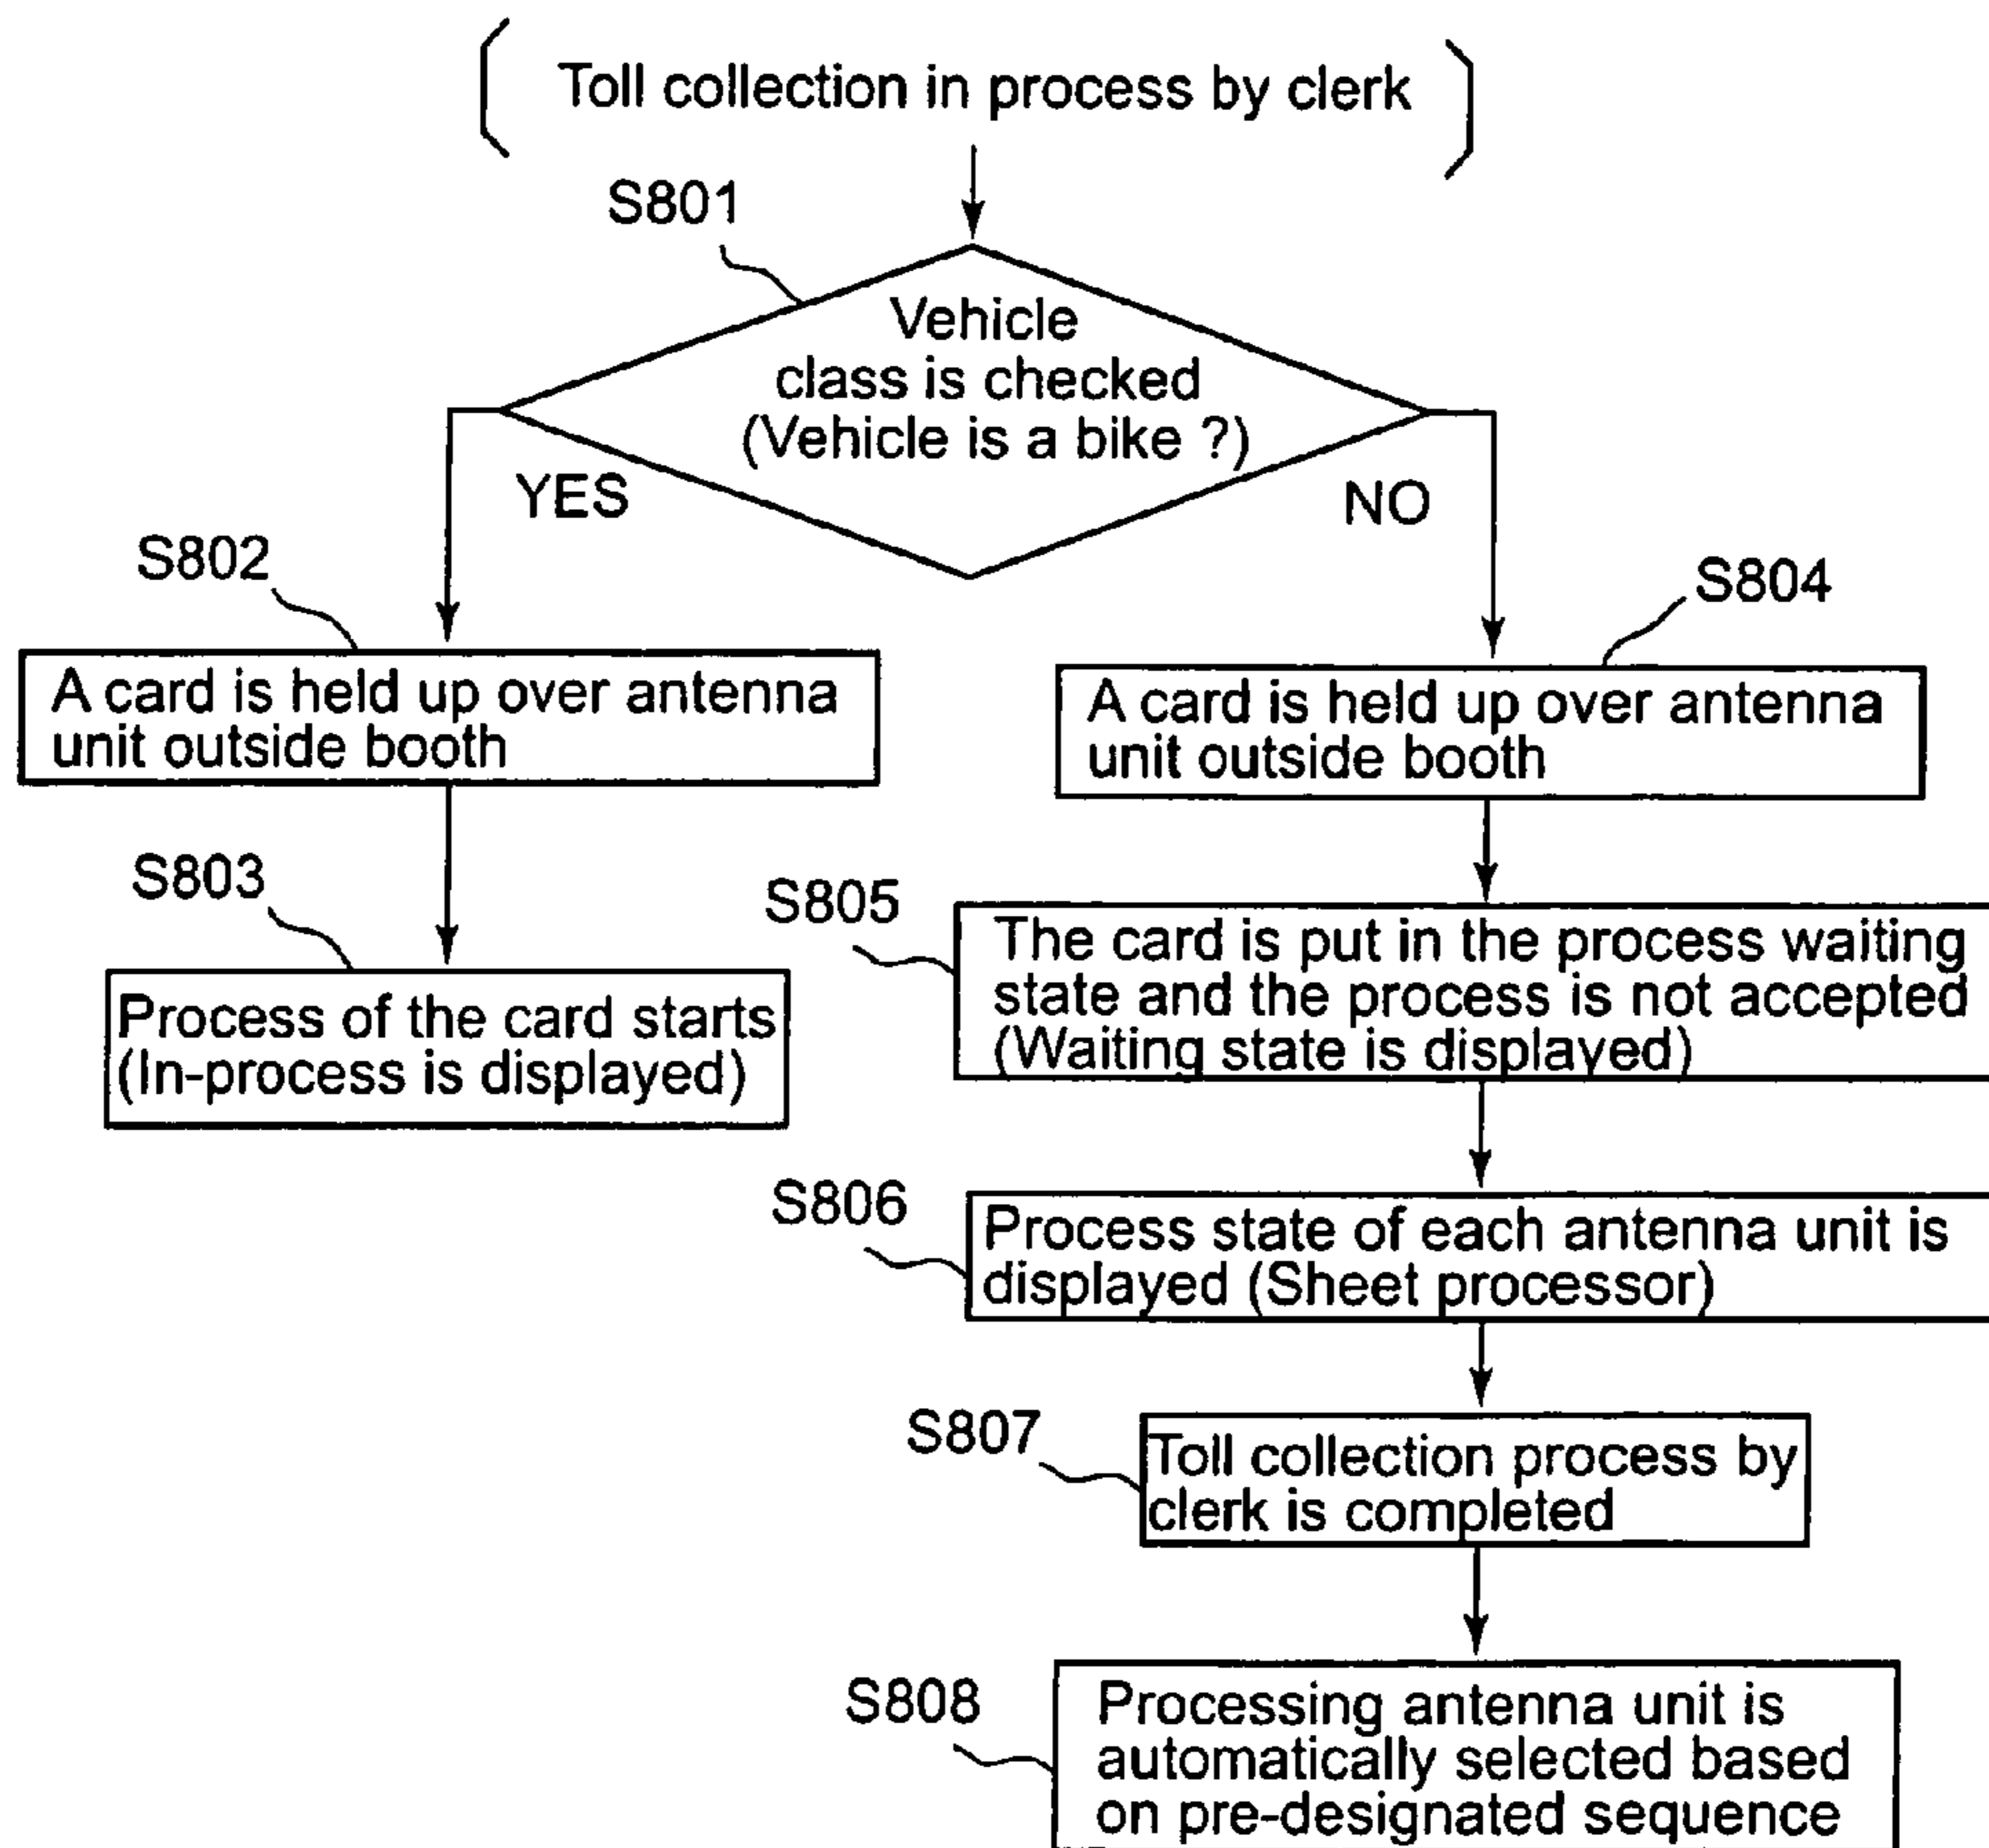 Toll collection in process by clerk
S801
Vehicle
class is checked
(Vehicle is a bike ?)
YES
NO
S802
A card is held up over antenna
unit outside booth
S803
Process of the card starts
(In-process is displayed)
S804
A card is held up over antenna
unit outside booth
S805
The card is put in the process waiting
state and the process is not accepted
(Waiting state is displayed)
S806
Process state of each antenna unit is
displayed (Sheet processor)
S807
Toll collection process by
clerk is completed
S808
Processing antenna unit is
automatically selected based
on pre-designated sequence